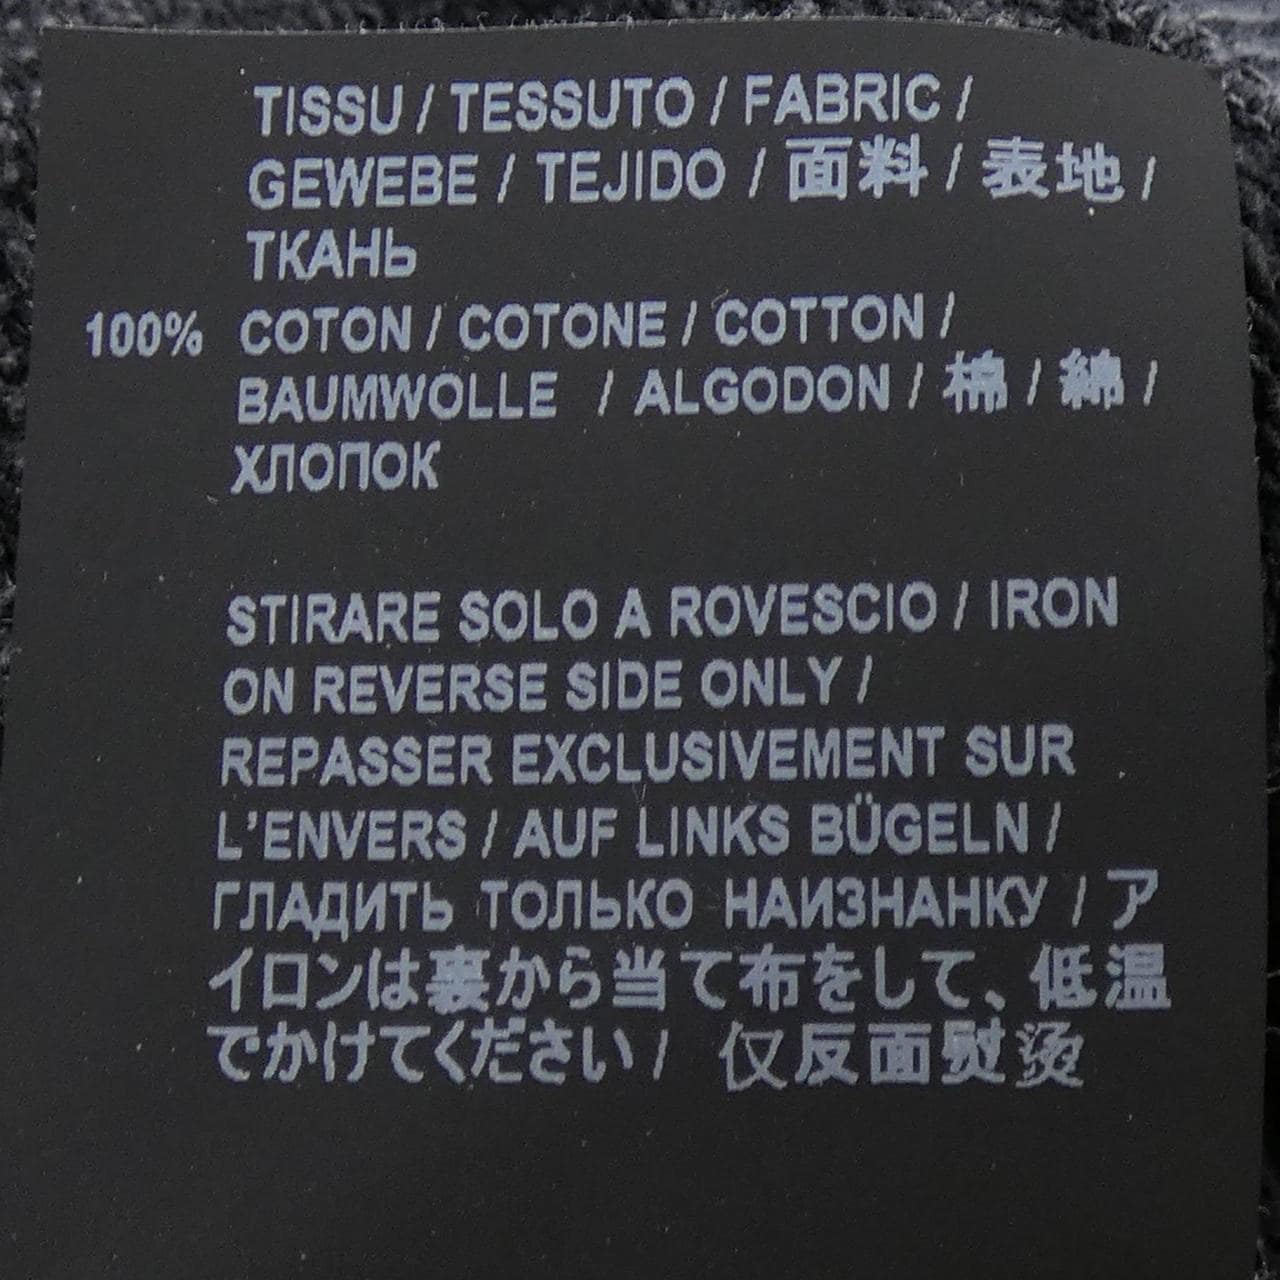 TISSU / TESSUTO / FABRIC /
GEWEBE / TEJIDO / 面料 / 表地 /
ТКАНЬ
100% COTON / COTONE / COTTON /
BAUMWOLLE / ALGODON / 棉 / 綿 /
ХЛОПОК
STIRARE SOLO A ROVESCIO / IRON
ON REVERSE SIDE ONLY /
REPASSER EXCLUSIVEMENT SUR
L'ENVERS / AUF LINKS BÜGELN /
ГЛАДИТЬ ТОЛЬКО НАИЗНАНКУ / ア
イロンは裏から当て布をして、低温
でかけてください / 仅反面熨烫